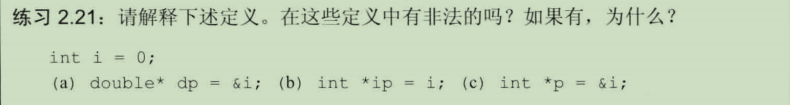 练习 2.21：请解释下述定义。在这些定义中有非法的吗？如果有，为什么？
int i = 0;
(a) double* dp = &i; (b) int *ip = i; (c) int *p = &i;